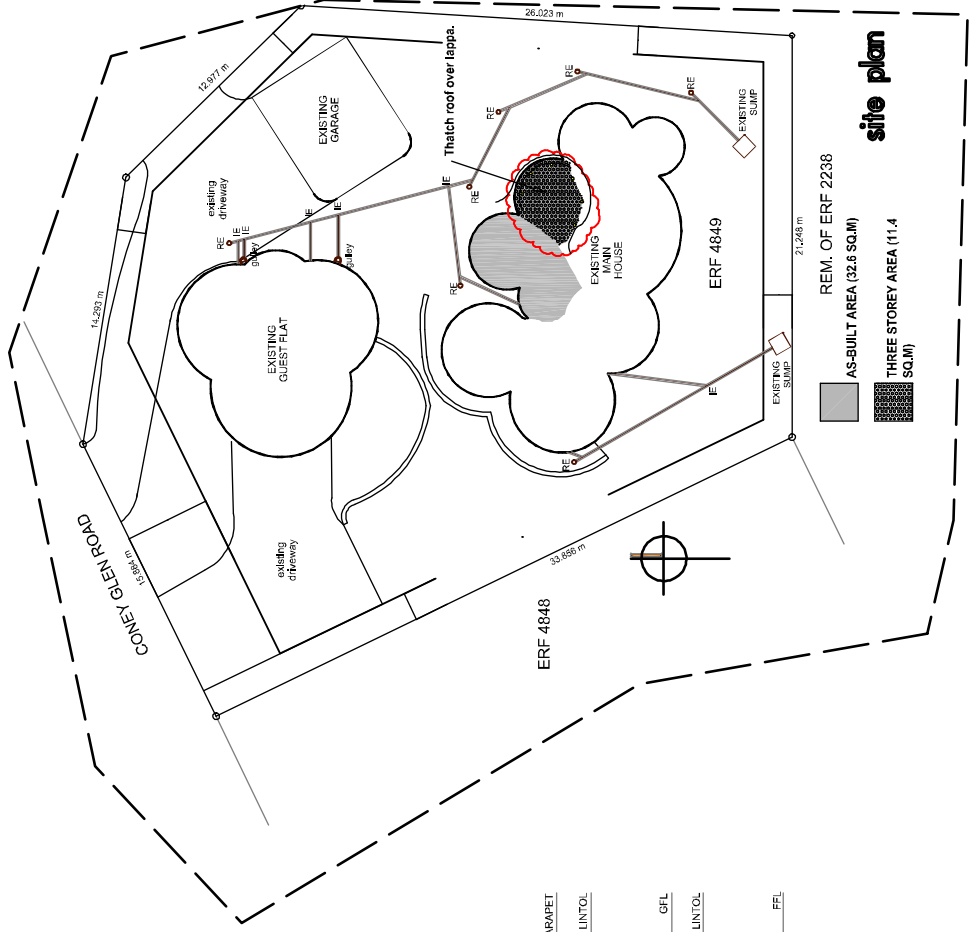 26.023 m
12.977 m
EXISTING
GARAGE
Thatch roof over lappa.
RE
RE
RE
RE
EXISTING
SUMP
site plan
existing
driveway
RE
IE
IE
gulley
IE
IE
gulley
IE
14.293 m
EXISTING
GUEST FLAT
RE
EXISTING
MAIN
HOUSE
ERF 4849
21.248 m
REM. OF ERF 2238
AS-BUILT AREA (32.6 SQ.M)
THREE STOREY AREA (11.4
SQ.M)
EXISTING
SUMP
IE
RE
CONEY GLEN ROAD
15.884 m
existing
driveway
33.656 m
ERF 4848
ARAPET
LINTOL
GFL
LINTOL
FFL